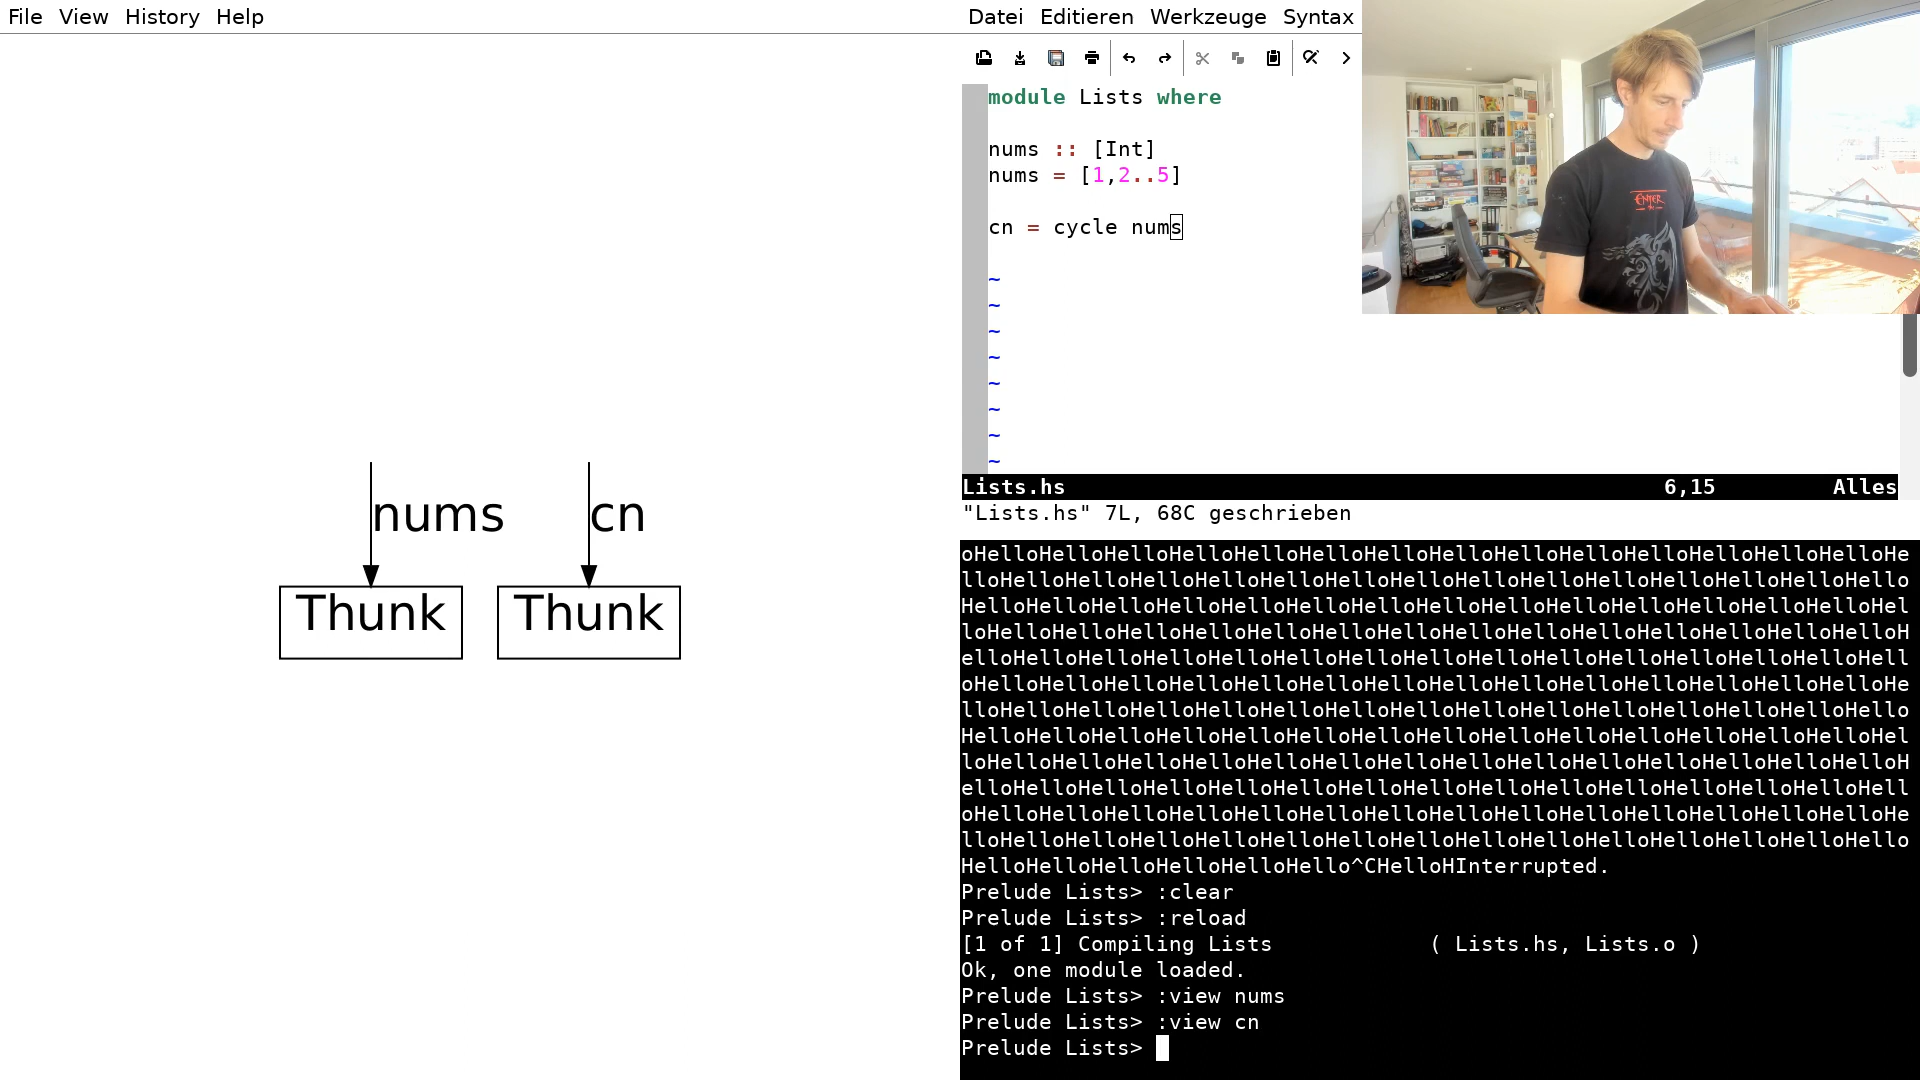 File View History Help
nums
cn
Thunk
Thunk
Datei Editieren Werkzeuge Syntax
module Lists where
nums :: [Int]
nums = [1,2..5]
cn = cycle nums
~
~
~
~
~
~
~
~
Lists.hs 6,15 Alles
"Lists.hs" 7L, 68C geschrieben
ENTER
oHelloHelloHelloHelloHelloHelloHelloHelloHelloHelloHelloHelloHelloHelloHe
lloHelloHelloHelloHelloHelloHelloHelloHelloHelloHelloHelloHelloHelloHello
HelloHelloHelloHelloHelloHelloHelloHelloHelloHelloHelloHelloHelloHelloHel
loHelloHelloHelloHelloHelloHelloHelloHelloHelloHelloHelloHelloHelloHelloH
elloHelloHelloHelloHelloHelloHelloHelloHelloHelloHelloHelloHelloHelloHell
oHelloHelloHelloHelloHelloHelloHelloHelloHelloHelloHelloHelloHelloHelloHe
lloHelloHelloHelloHelloHelloHelloHelloHelloHelloHelloHelloHelloHelloHello
HelloHelloHelloHelloHelloHelloHelloHelloHelloHelloHelloHelloHelloHelloHel
loHelloHelloHelloHelloHelloHelloHelloHelloHelloHelloHelloHelloHelloHelloH
elloHelloHelloHelloHelloHelloHelloHelloHelloHelloHelloHelloHelloHelloHell
oHelloHelloHelloHelloHelloHelloHelloHelloHelloHelloHelloHelloHelloHelloHe
lloHelloHelloHelloHelloHelloHelloHelloHelloHelloHelloHelloHelloHelloHello
HelloHelloHelloHelloHelloHello^CHelloHInterrupted.
Prelude Lists> :clear
Prelude Lists> :reload
[1 of 1] Compiling Lists ( Lists.hs, Lists.o )
Ok, one module loaded.
Prelude Lists> :view nums
Prelude Lists> :view cn
Prelude Lists>